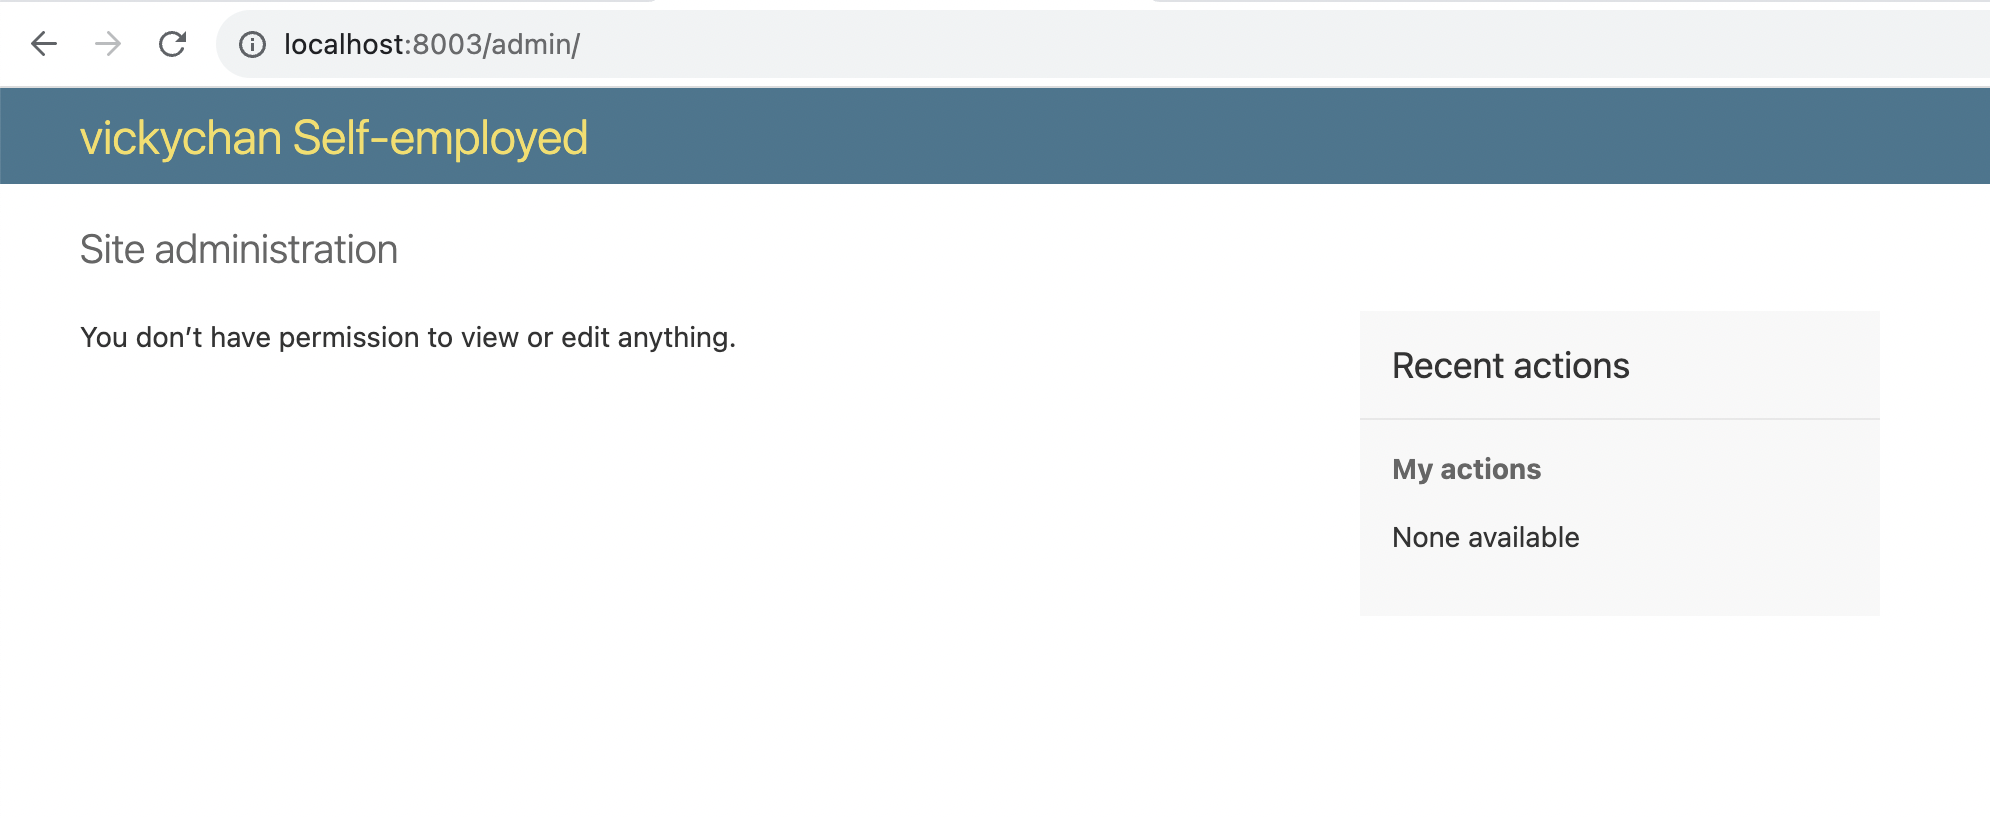 localhost:8003/admin/
vickychan Self-employed
Site administration
You don’t have permission to view or edit anything.
Recent actions
My actions
None available